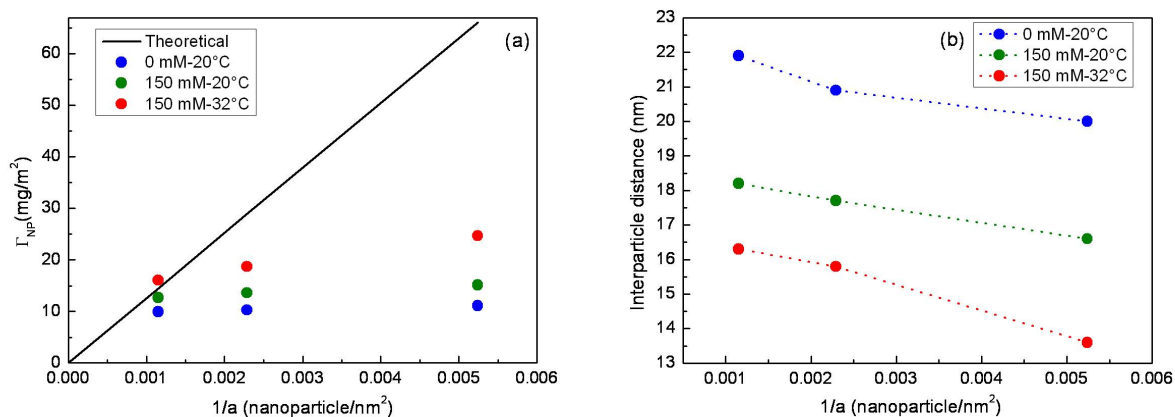 Theoretical
0 mM-20°C
150 mM-20°C
150 mM-32°C
(a)
60
50
40
30
20
10
0
Γ_NP(mg/m²)
0.000 0.001 0.002 0.003 0.004 0.005 0.006
1/a (nanoparticle/nm²)
(b)
0 mM-20°C
150 mM-20°C
150 mM-32°C
23
22
21
20
19
18
17
16
15
14
13
Interparticle distance (nm)
0.001 0.002 0.003 0.004 0.005 0.006
1/a (nanoparticle/nm²)